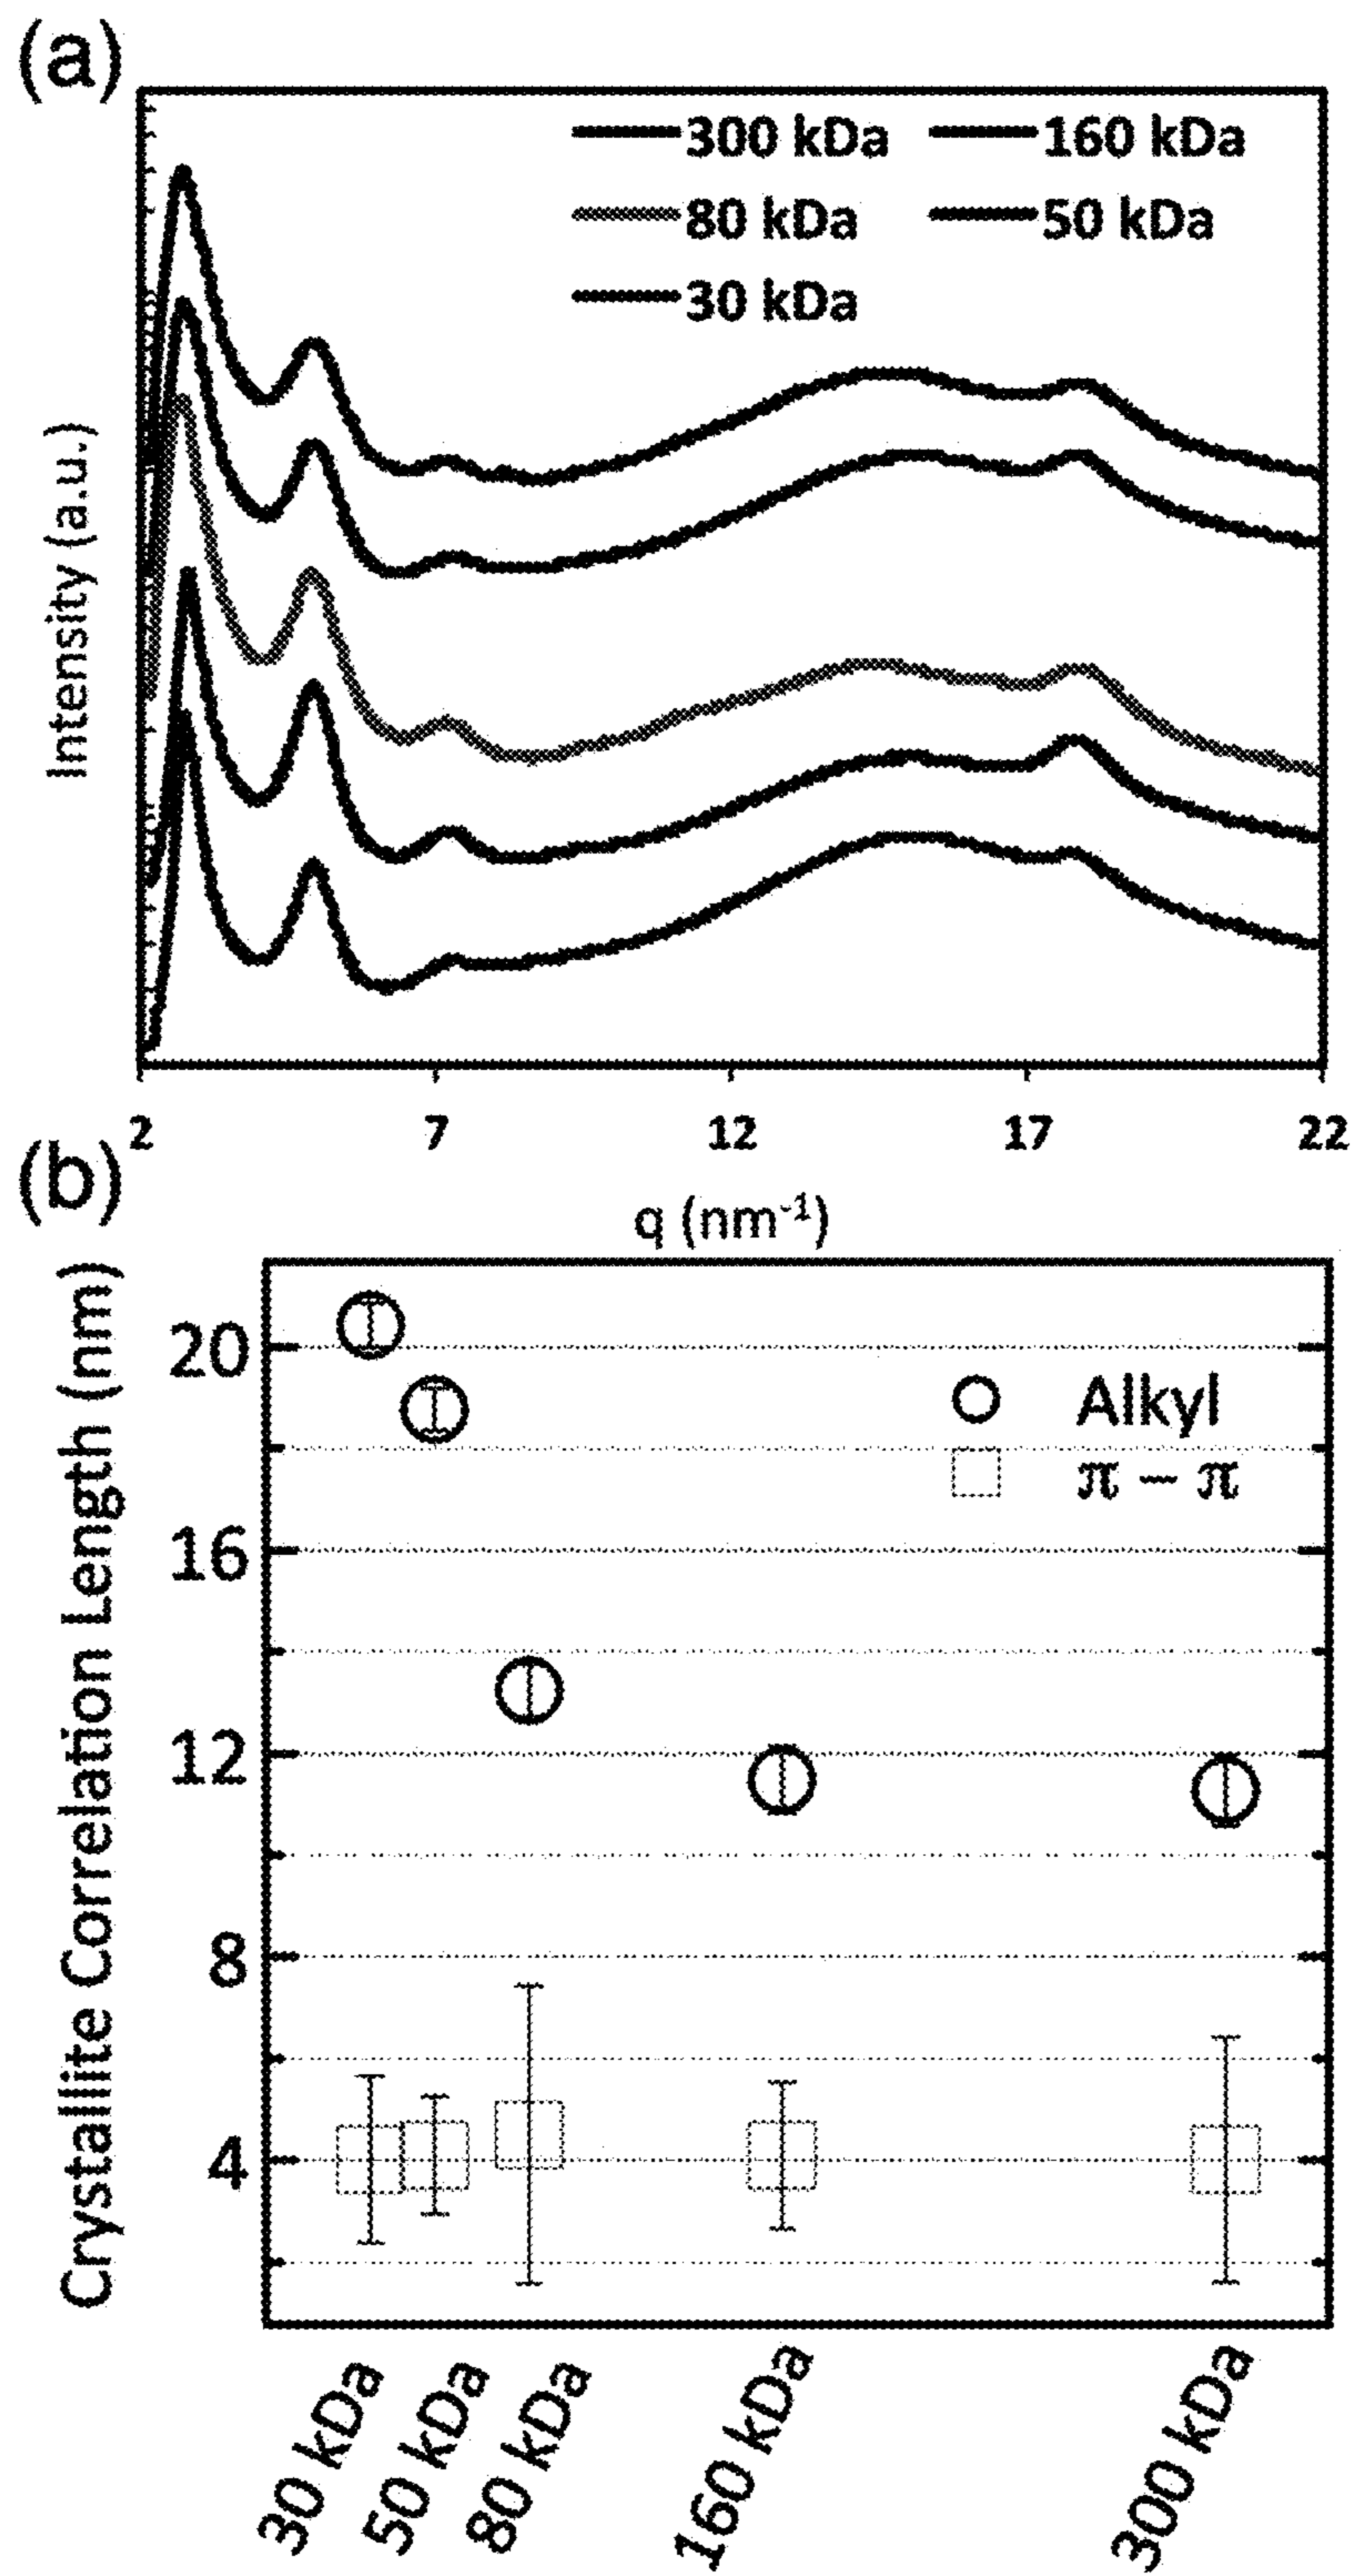 (a)
300 kDa 160 kDa
80 kDa 50 kDa
30 kDa
Intensity (a.u.)
2 7 12 17 22
q (nm⁻¹)
(b)
Crystallite Correlation Length (nm)
20
16
12
8
4
Alkyl
π – π
30 kDa
50 kDa
80 kDa
160 kDa
300 kDa